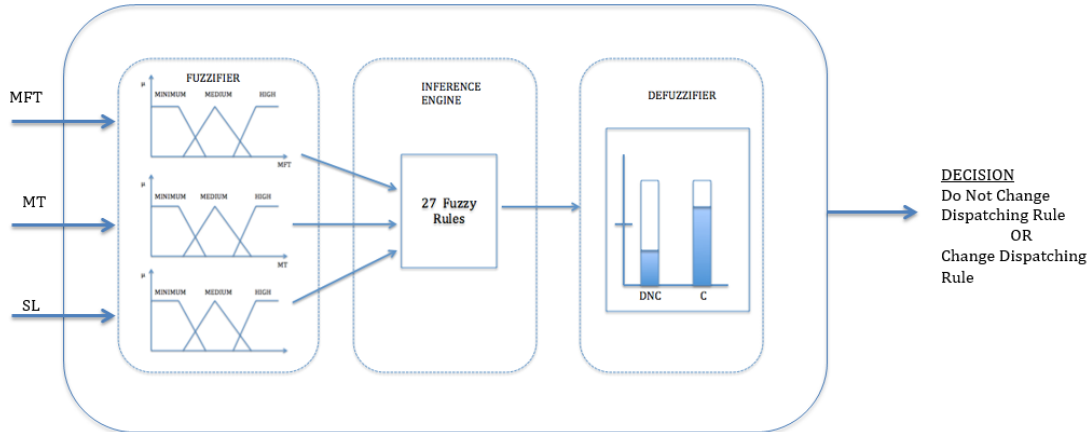 MFT
MT
SL
FUZZIFIER
μ
MINIMUM MEDIUM HIGH
MFT
μ
MINIMUM MEDIUM HIGH
MT
μ
MINIMUM MEDIUM HIGH
INFERENCE
ENGINE
27 Fuzzy
Rules
DEFUZZIFIER
DNC C
DECISION
Do Not Change
Dispatching Rule
OR
Change Dispatching
Rule